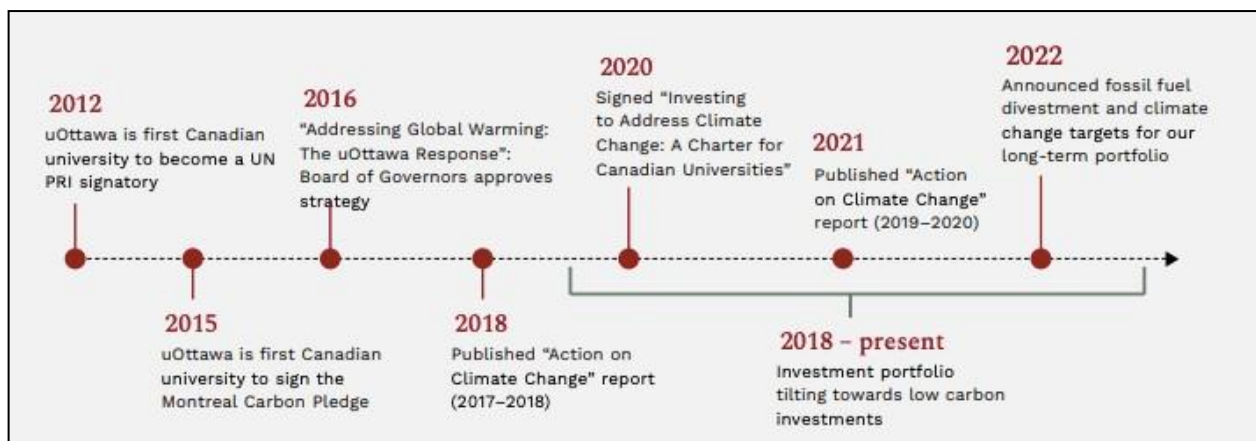 2012
uOttawa is first Canadian
university to become a UN
PRI signatory
2015
uOttawa is first Canadian
university to sign the
Montreal Carbon Pledge
2016
“Addressing Global Warming:
The uOttawa Response”:
Board of Governors approves
strategy
2018
Published “Action on
Climate Change” report
(2017–2018)
2020
Signed “Investing
to Address Climate
Change: A Charter for
Canadian Universities”
2021
Published “Action
on Climate Change”
report (2019–2020)
2022
Announced fossil fuel
divestment and climate
change targets for our
long-term portfolio
2018 – present
Investment portfolio
tilting towards low carbon
investments